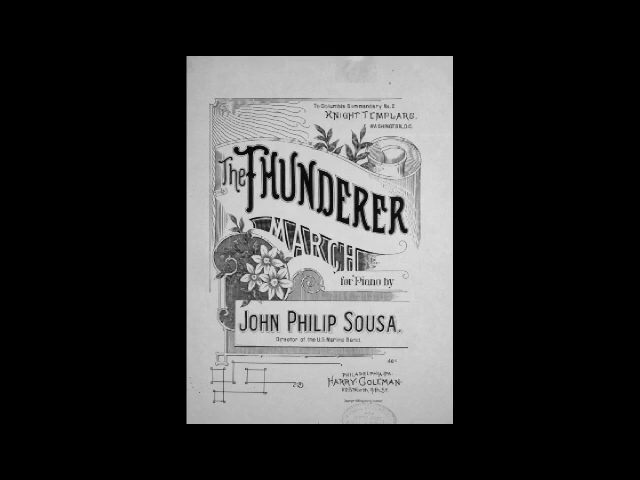 To Columbia Commandery No. 2
KNIGHT TEMPLARS.
WASHINGTON, D.C.
The THUNDERER
MARCH
for Piano by
JOHN PHILIP SOUSA.
Director of the U.S. Marine Band.
40¢
PHILADELPHIA, PA.
HARRY COLEMAN